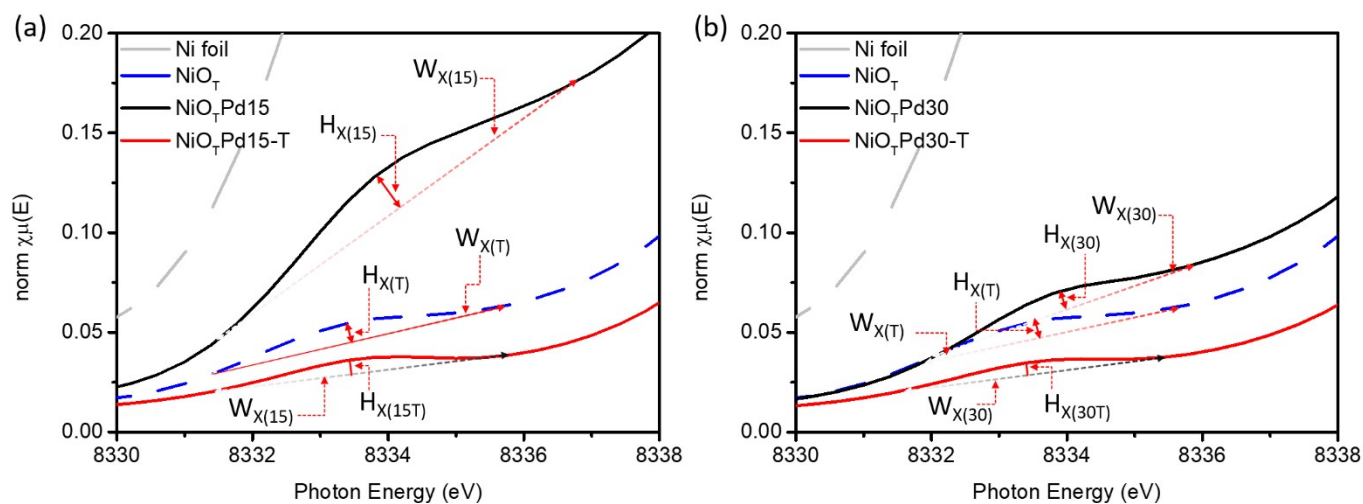 (a)
0.20
0.15
0.10
0.05
0.00
norm χμ(E)
Ni foil
NiO_T
NiO_TPd15
NiO_TPd15-T
W_X(15)
H_X(15)
W_X(T)
H_X(T)
W_X(15)
H_X(15T)
8330 8332 8334 8336 8338
Photon Energy (eV)
(b)
0.20
0.15
0.10
0.05
0.00
norm χμ(E)
Ni foil
NiO_T
NiO_TPd30
NiO_TPd30-T
W_X(30)
H_X(30)
H_X(T)
W_X(T)
W_X(30)
H_X(30T)
8330 8332 8334 8336 8338
Photon Energy (eV)